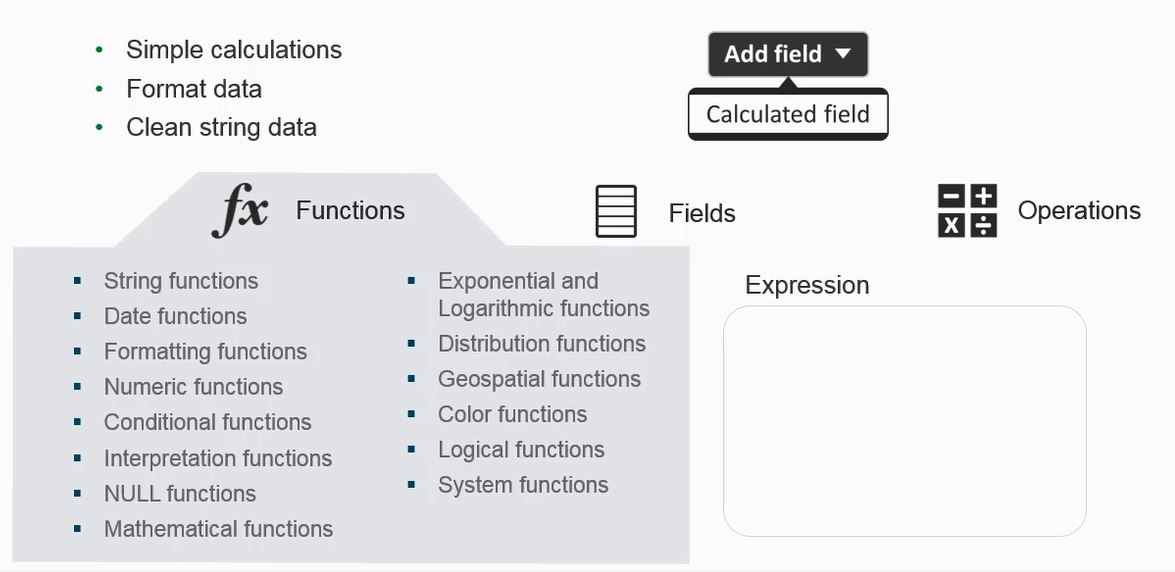 Simple calculations
Format data
Clean string data
Add field
Calculated field
fx Functions
Fields
Operations
String functions
Date functions
Formatting functions
Numeric functions
Conditional functions
Interpretation functions
NULL functions
Mathematical functions
Exponential and
Logarithmic functions
Distribution functions
Geospatial functions
Color functions
Logical functions
System functions
Expression